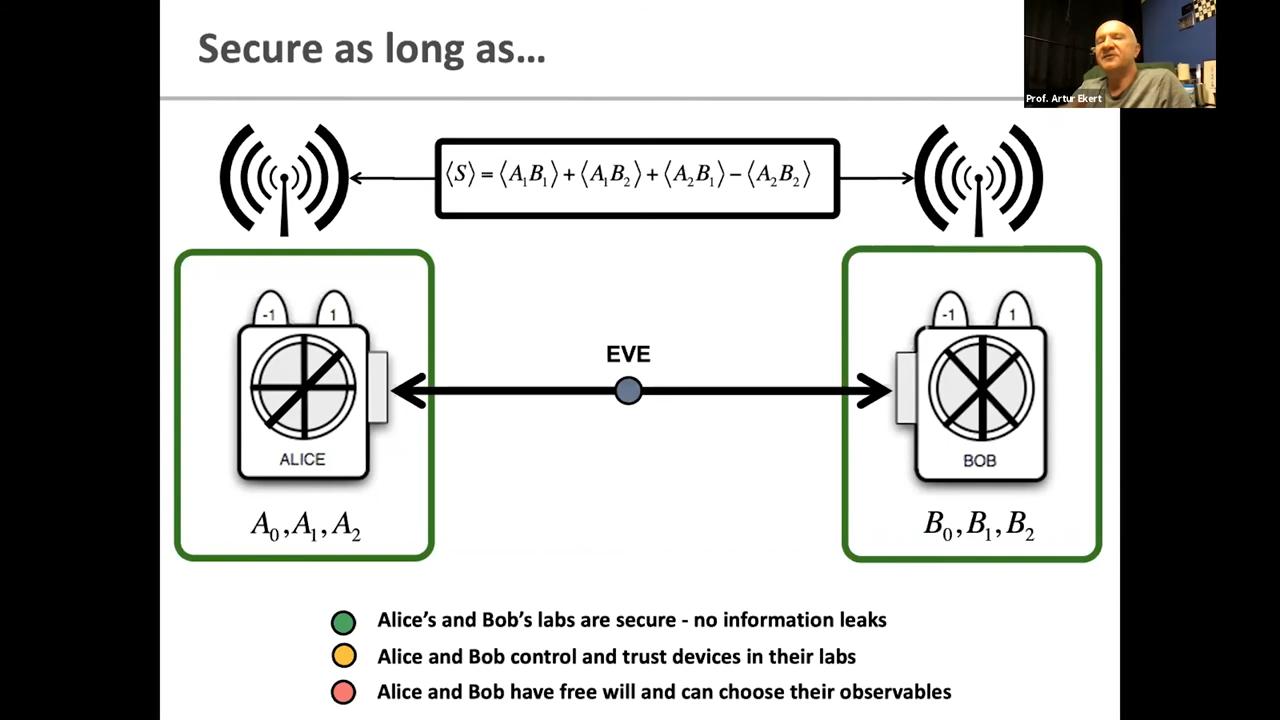 Secure as long as...
Prof. Artur Ekert
⟨S⟩ = ⟨A₁B₁⟩ + ⟨A₁B₂⟩ + ⟨A₂B₁⟩ − ⟨A₂B₂⟩
-1 1
-1 1
EVE
ALICE
BOB
A₀, A₁, A₂
B₀, B₁, B₂
Alice's and Bob's labs are secure - no information leaks
Alice and Bob control and trust devices in their labs
Alice and Bob have free will and can choose their observables